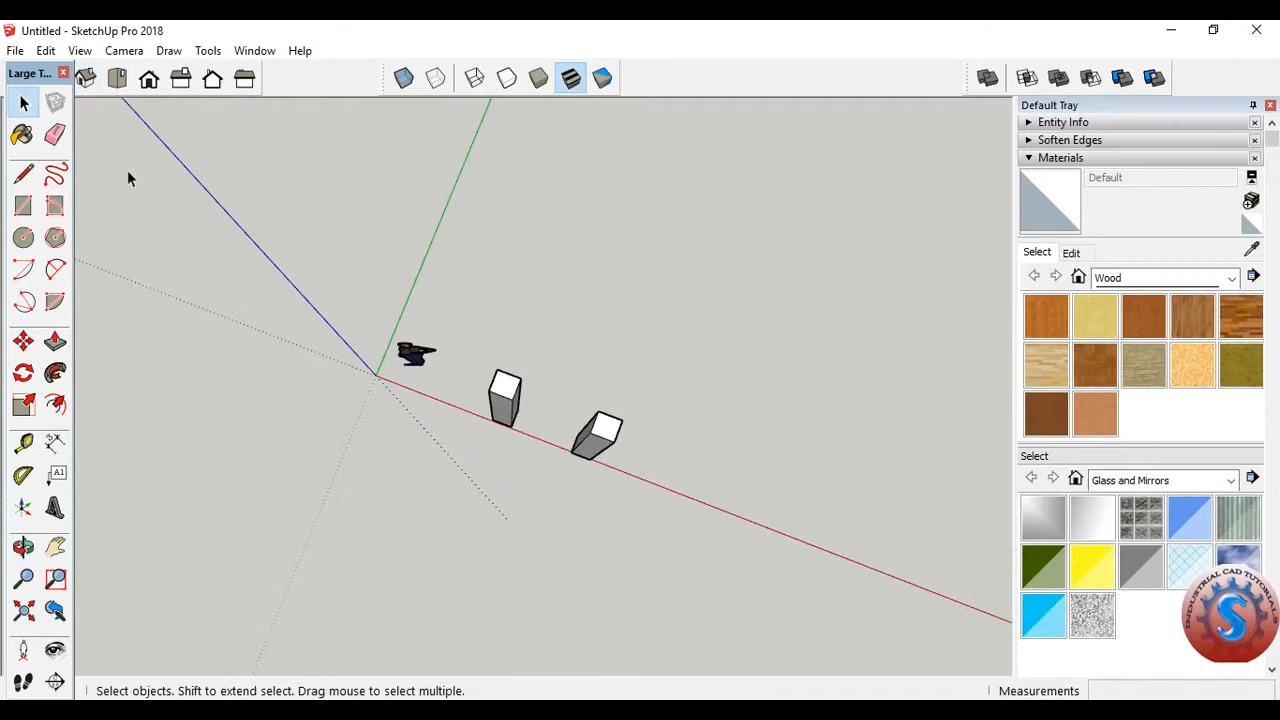 Untitled - SketchUp Pro 2018
File Edit View Camera Draw Tools Window Help
Large T...
Default Tray
Entity Info
Soften Edges
Materials
Default
Select Edit
Wood
Select
Glass and Mirrors
A1
INDUSTRIAL CAD TUTORIALS
S
Select objects. Shift to extend select. Drag mouse to select multiple.
Measurements